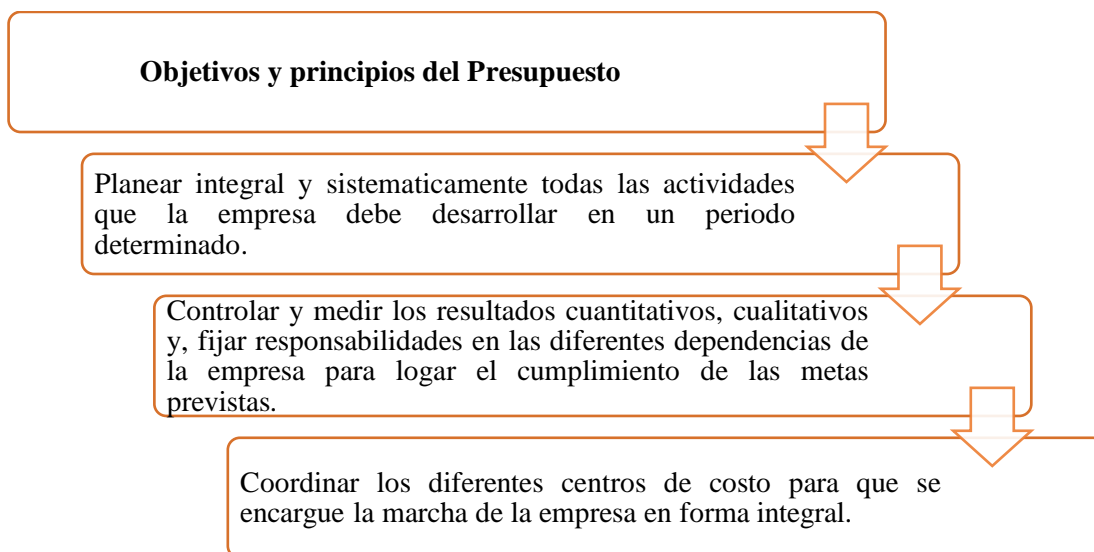 Objetivos y principios del Presupuesto
Planear integral y sistematicamente todas las actividades
que la empresa debe desarrollar en un periodo
determinado.
Controlar y medir los resultados cuantitativos, cualitativos
y, fijar responsabilidades en las diferentes dependencias de
la empresa para logar el cumplimiento de las metas
previstas.
Coordinar los diferentes centros de costo para que se
encargue la marcha de la empresa en forma integral.